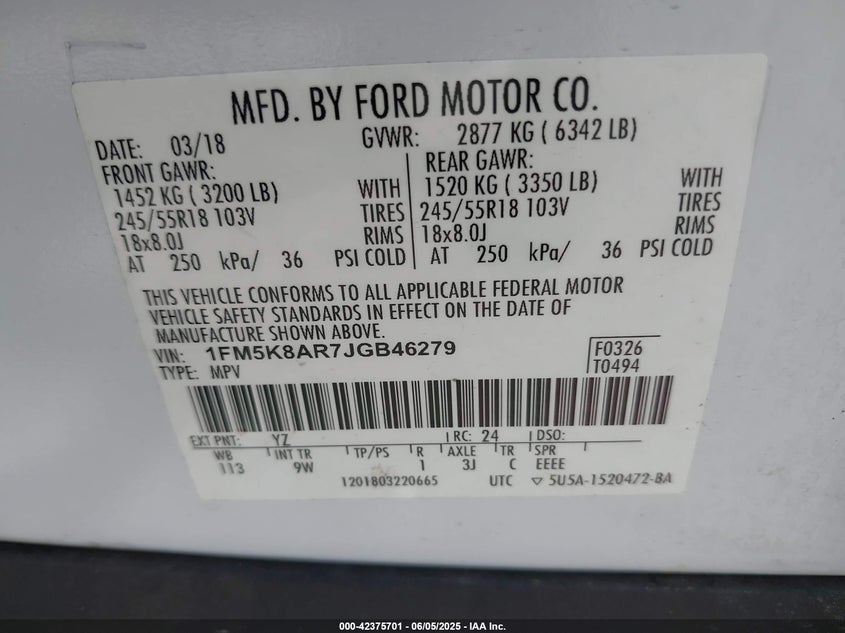 MFD. BY FORD MOTOR CO.
DATE: 03/18 GVWR: 2877 KG ( 6342 LB)
FRONT GAWR: REAR GAWR:
1452 KG ( 3200 LB) WITH 1520 KG ( 3350 LB) WITH
245/55R18 103V TIRES 245/55R18 103V TIRES
18x8.0J RIMS 18x8.0J RIMS
AT 250 kPa/ 36 PSI COLD AT 250 kPa/ 36 PSI COLD
THIS VEHICLE CONFORMS TO ALL APPLICABLE FEDERAL MOTOR
VEHICLE SAFETY STANDARDS IN EFFECT ON THE DATE OF
MANUFACTURE SHOWN ABOVE.
VIN: 1FM5K8AR7JGB46279 F0326
TYPE: MPV T0494
EXT PNT: YZ RC: 24 DSO:
WB INT TR TP/PS R AXLE TR SPR
113 9W 1 3J C EEEE
1201803220665 UTC ▽ 5U5A-1520472-BA
000-42375701 - 06/05/2025 - IAA Inc.